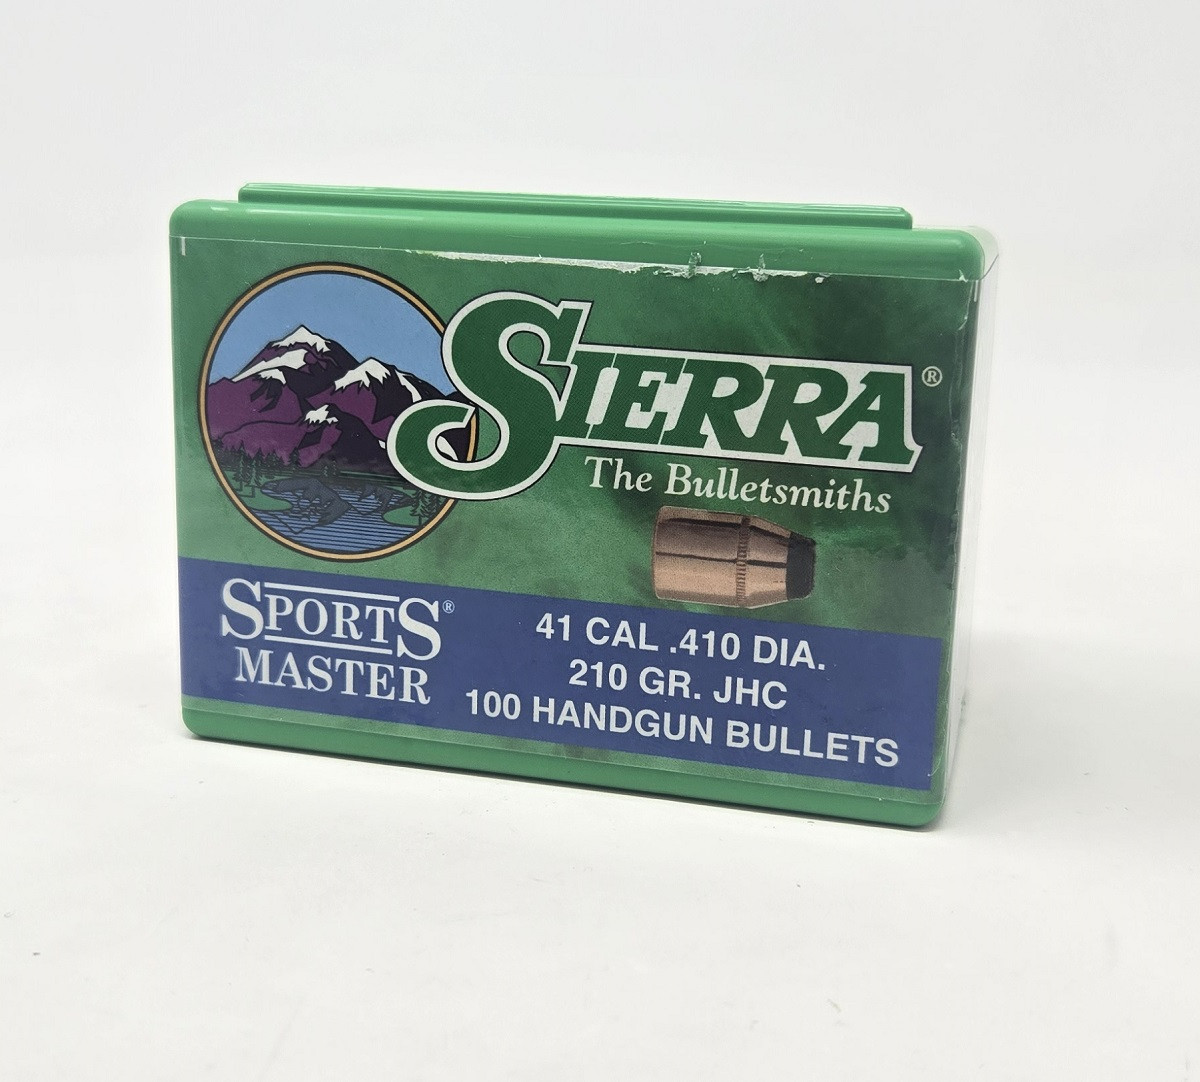 SIERRA®
The Bulletsmiths
SPORTS®
MASTER
41 CAL .410 DIA.
210 GR. JHC
100 HANDGUN BULLETS